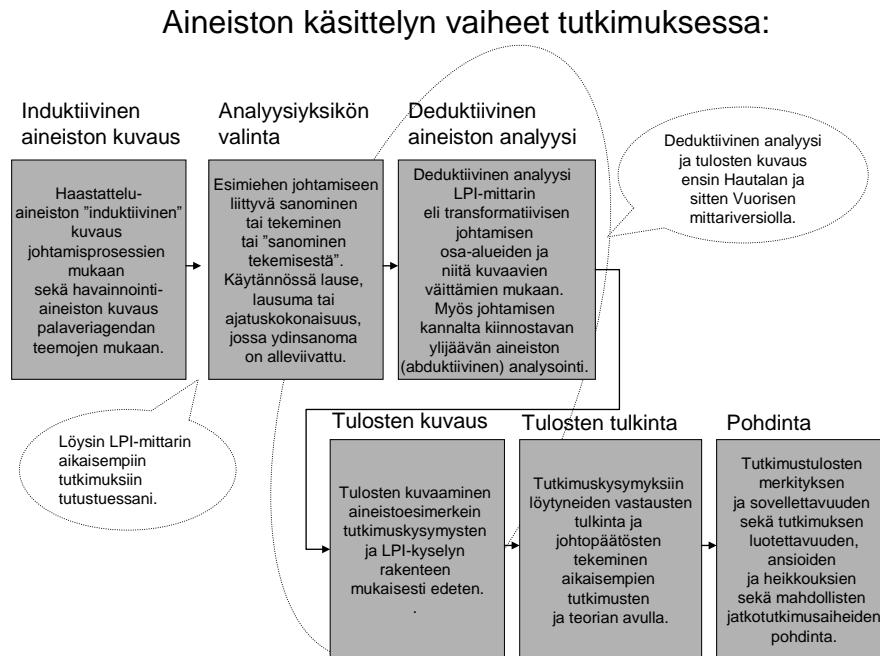 Aineiston käsittelyn vaiheet tutkimuksessa:
Induktiivinen
aineiston kuvaus
Haastattelu-
aineiston ”induktiivinen”
kuvaus
johtamisprosessien
mukaan
sekä havainnointi-
aineiston kuvaus
palaveriagendan
teemojen mukaan.
Analyysiyksikön
valinta
Esimiehen johtamiseen
liittyvä sanominen
tai tekeminen
tai ”sanominen
tekemisestä”.
Käytännössä lause,
lausuma tai
ajatuskokonaisuus,
jossa ydinsanoma
on alleviivattu.
Deduktiivinen
aineiston analyysi
Deduktiivinen analyysi
LPI-mittarin
eli transformatiivisen
johtamisen
osa-alueiden ja
niitä kuvaavien
väittämien mukaan.
Myös johtamisen
kannalta kiinnostavan
ylijäävän aineiston
(abduktiivinen) analysointi.
Deduktiivinen analyysi
ja tulosten kuvaus
ensin Hautalan ja
sitten Vuorisen
mittariversiolla.
Löysin LPI-mittarin
aikaisempiin
tutkimuksiin
tutustuessani.
Tulosten kuvaus
Tulosten kuvaaminen
aineistoesimerkein
tutkimuskysymysten
ja LPI-kyselyn
rakenteen
mukaisesti edeten.
.
Tulosten tulkinta
Tutkimuskysymyksiin
löytyneiden vastausten
tulkinta ja
johtopäätösten
tekeminen
aikaisempien
tutkimusten
ja teorian avulla.
Pohdinta
Tutkimustulosten
merkityksen
ja sovellettavuuden
sekä tutkimuksen
luotettavuuden,
ansioiden
ja heikkouksien
sekä mahdollisten
jatkotutkimusaiheiden
pohdinta.